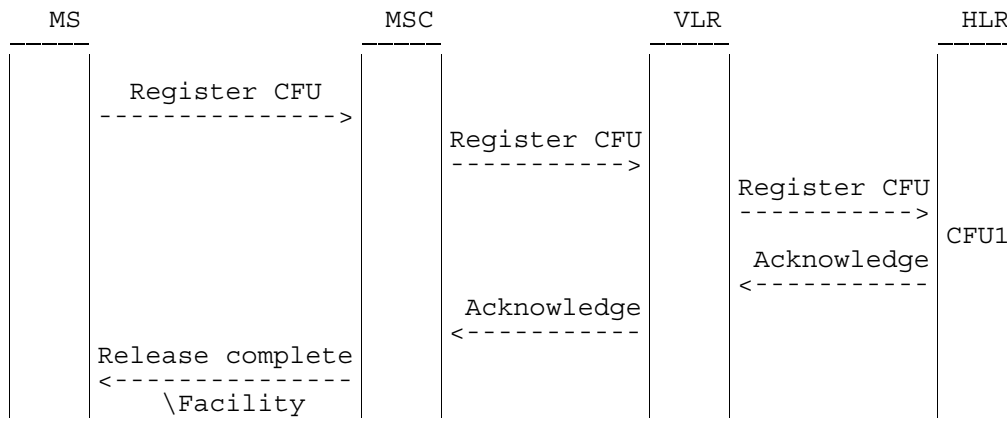 MS MSC VLR HLR
Register CFU
--------------->
Register CFU
----------->
Register CFU
----------->
CFU1
Acknowledge
<-----------
Acknowledge
<-----------
Release complete
<---------------
\Facility